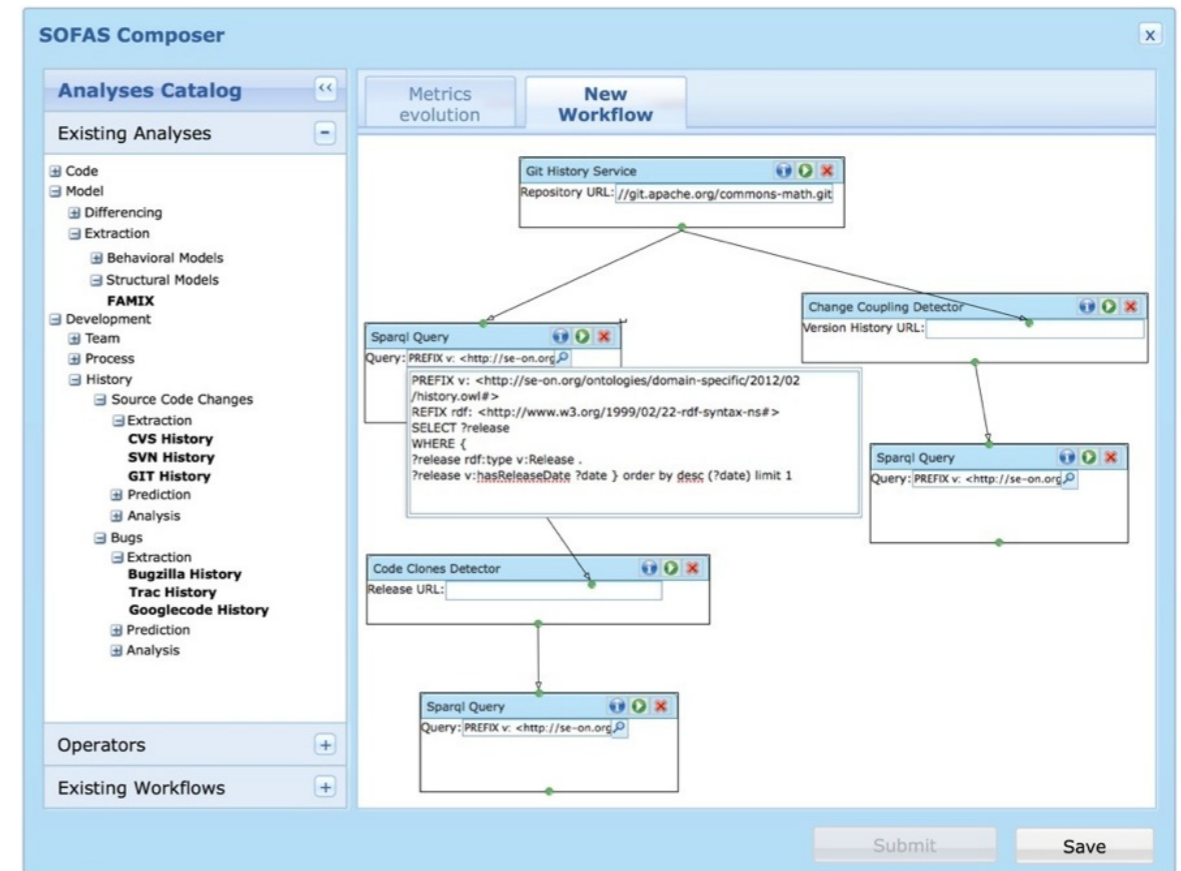 SOFAS Composer
x
Analyses Catalog
<<
Existing Analyses
Code
Model
Differencing
Extraction
Behavioral Models
Structural Models
FAMIX
Development
Team
Process
History
Source Code Changes
Extraction
CVS History
SVN History
GIT History
Prediction
Analysis
Bugs
Extraction
Bugzilla History
Trac History
Googlecode History
Prediction
Analysis
Operators
Existing Workflows
Metrics
evolution
New
Workflow
Git History Service
Repository URL: //git.apache.org/commons-math.git
Sparql Query
Query: PREFIX v: <http://se-on.org
PREFIX v: <http://se-on.org/ontologies/domain-specific/2012/02
/history.owl#>
REFIX rdf: <http://www.w3.org/1999/02/22-rdf-syntax-ns#>
SELECT ?release
WHERE {
?release rdf:type v:Release .
?release v:hasReleaseDate ?date } order by desc (?date) limit 1
Change Coupling Detector
Version History URL:
Sparql Query
Query: PREFIX v: <http://se-on.org
Code Clones Detector
Release URL:
Sparql Query
Query: PREFIX v: <http://se-on.org
Submit
Save